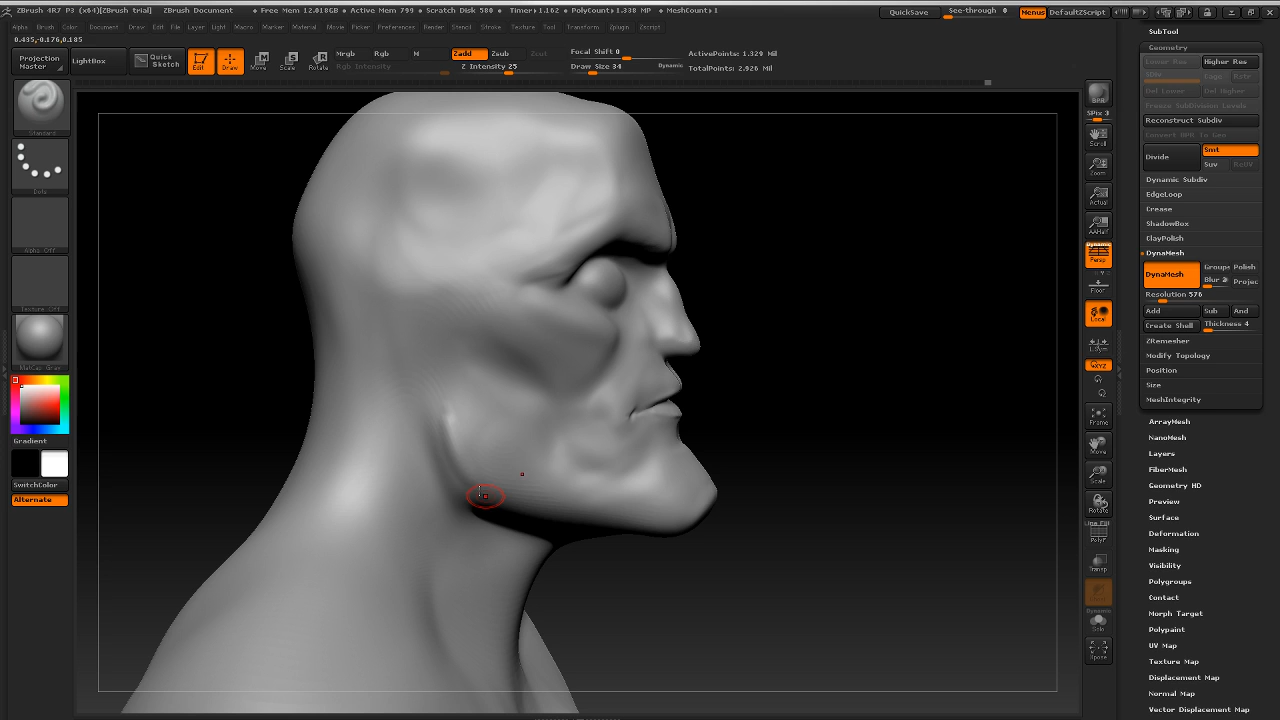 ZBrush 4R7 P3 (x64)[ZBrush trial] ZBrush Document ● Free Mem 12.018GB ● Active Mem 799 ● Scratch Disk 580 ● Timer▸1.162 ● PolyCount▸1.338 MP ● MeshCount▸1 QuickSave See-through 0 Menus DefaultZScript
Alpha Brush Color Document Draw Edit File Layer Light Macro Marker Material Movie Picker Preferences Render Stencil Stroke Texture Tool Transform Zplugin Zscript
0.435,-0.176,0.185
Projection Master
LightBox
Quick Sketch
Edit Draw Move Scale Rotate
Mrgb Rgb M
Rgb Intensity
Zadd Zsub Zcut
Z Intensity 25
Focal Shift 0
Draw Size 34 Dynamic
ActivePoints: 1.329 Mil
TotalPoints: 2.926 Mil
Standard
Dots
Alpha Off
Texture Off
MatCap Gray
Gradient
SwitchColor
Alternate
BPR
SPix 3
Scroll
Zoom
Actual
AAHalf
Dynamic
Persp
Floor
Local
L.Sym
XYZ
Frame
Move
Scale
Rotate
Line Fill
PolyF
Transp
Dynamic
Solo
Xpose
SubTool
Geometry
Lower Res Higher Res
SDiv Cage Rstr
Del Lower Del Higher
Freeze SubDivision Levels
Reconstruct Subdiv
Convert BPR To Geo
Divide Smt
Suv ReUV
Dynamic Subdiv
EdgeLoop
Crease
ShadowBox
ClayPolish
DynaMesh
DynaMesh Groups Polish
Blur 2 Projec
Resolution 576
Add Sub And
Create Shell Thickness 4
ZRemesher
Modify Topology
Position
Size
MeshIntegrity
ArrayMesh
NanoMesh
Layers
FiberMesh
Geometry HD
Preview
Surface
Deformation
Masking
Visibility
Polygroups
Contact
Morph Target
Polypaint
UV Map
Texture Map
Displacement Map
Normal Map
Vector Displacement Map